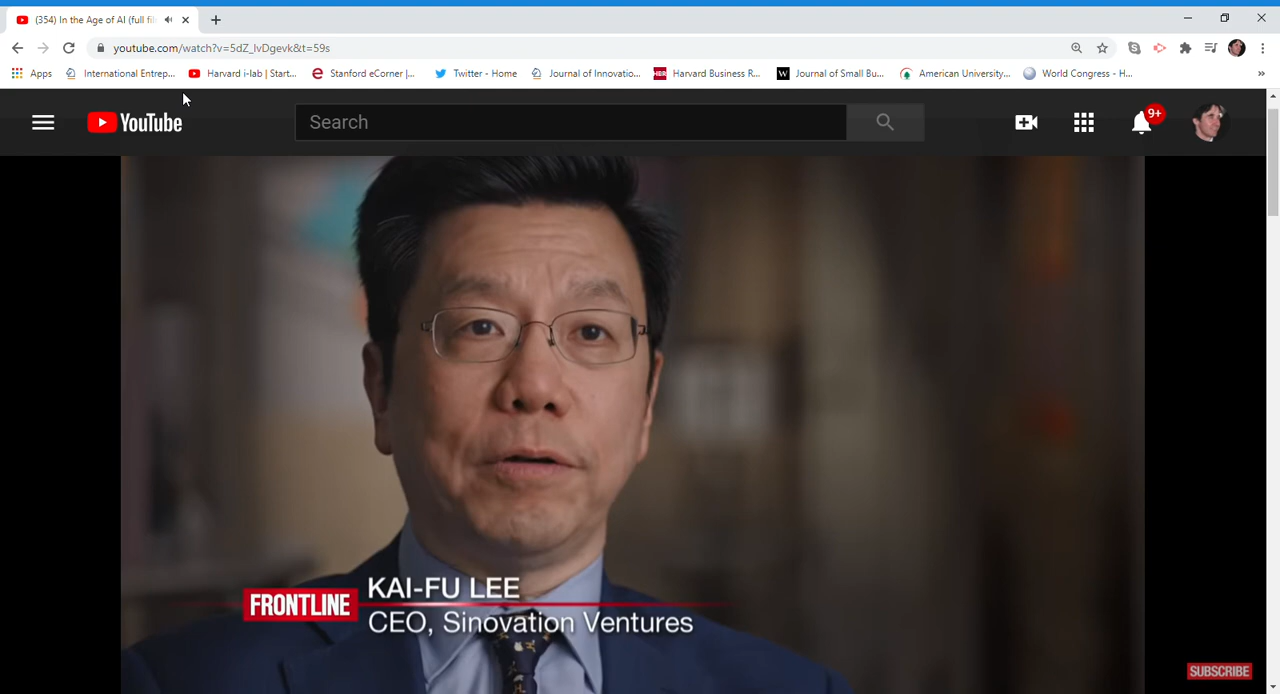 (354) In the Age of AI (full fil
youtube.com/watch?v=5dZ_lvDgevk&t=59s
Apps International Entrep... Harvard i-lab | Start... Stanford eCorner |... Twitter - Home Journal of Innovatio... HBR Harvard Business R... W Journal of Small Bu... American University... World Congress - H... »
YouTube Search 9+
KAI-FU LEE
FRONTLINE
CEO, Sinovation Ventures
SUBSCRIBE